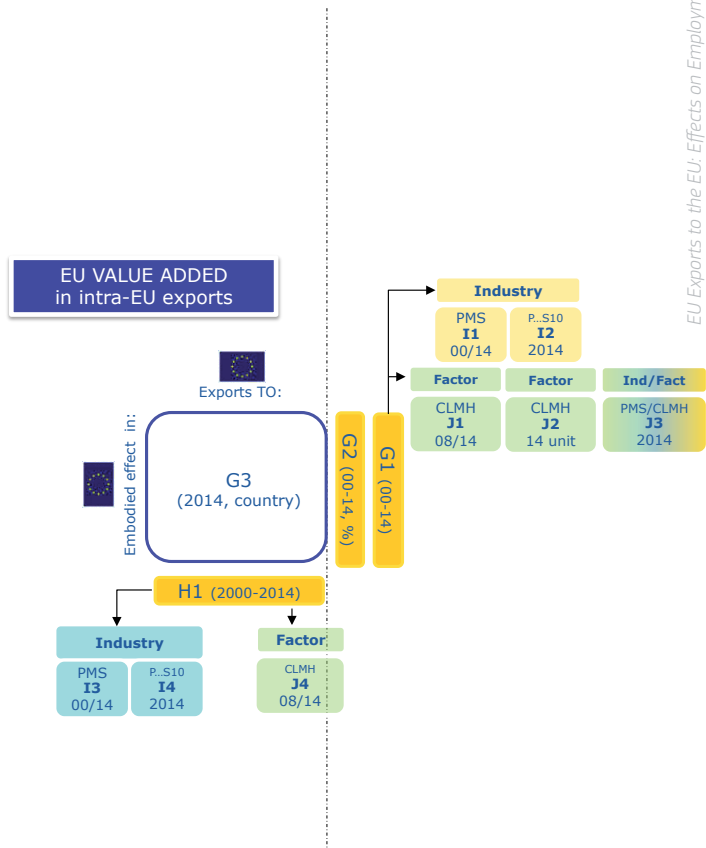 EU Exports to the EU: Effects on Employm
EU VALUE ADDED
in intra-EU exports
Industry
PMS
I1
00/14
P...S10
I2
2014
Factor
Factor
Ind/Fact
CLMH
J1
08/14
CLMH
J2
14 unit
PMS/CLMH
J3
2014
Exports TO:
Embodied effect in:
G3
(2014, country)
G2 (00-14, %)
G1 (00-14)
H1 (2000-2014)
Industry
Factor
PMS
I3
00/14
P...S10
I4
2014
CLMH
J4
08/14